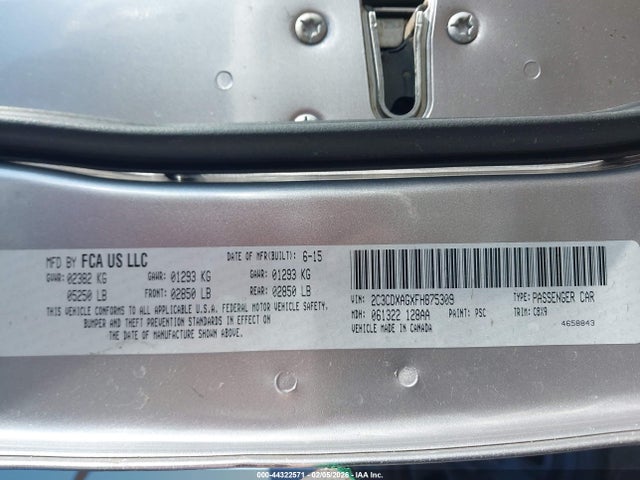 MFD BY FCA US LLC DATE OF MFR(BUILT): 6-15
GVWR: 02382 KG GAWR: 01293 KG GAWR: 01293 KG
05250 LB FRONT: 02850 LB REAR: 02850 LB
THIS VEHICLE CONFORMS TO ALL APPLICABLE U.S.A. FEDERAL MOTOR VEHICLE SAFETY,
BUMPER AND THEFT PREVENTION STANDARDS IN EFFECT ON
THE DATE OF MANUFACTURE SHOWN ABOVE.
VIN: 2C3CDXAGXFH875309 TYPE: PASSENGER CAR
MDH: 061322 128AA PAINT: PSC TRIM: CBX9
VEHICLE MADE IN CANADA 4658843
000-44322571 - 02/05/2026 - IAA Inc.